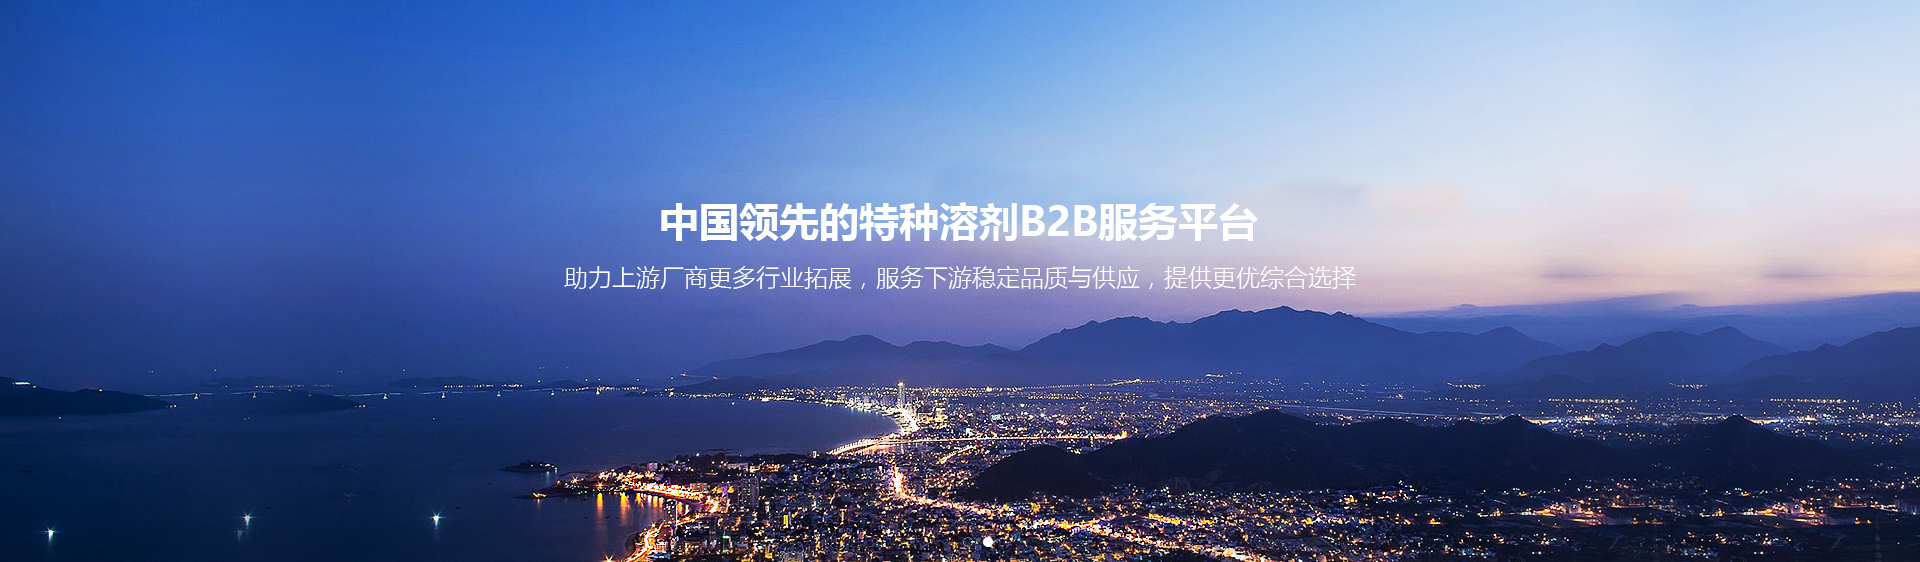 中国领先的特种溶剂B2B服务平台
助力上游厂商更多行业拓展，服务下游稳定品质与供应，提供更优综合选择